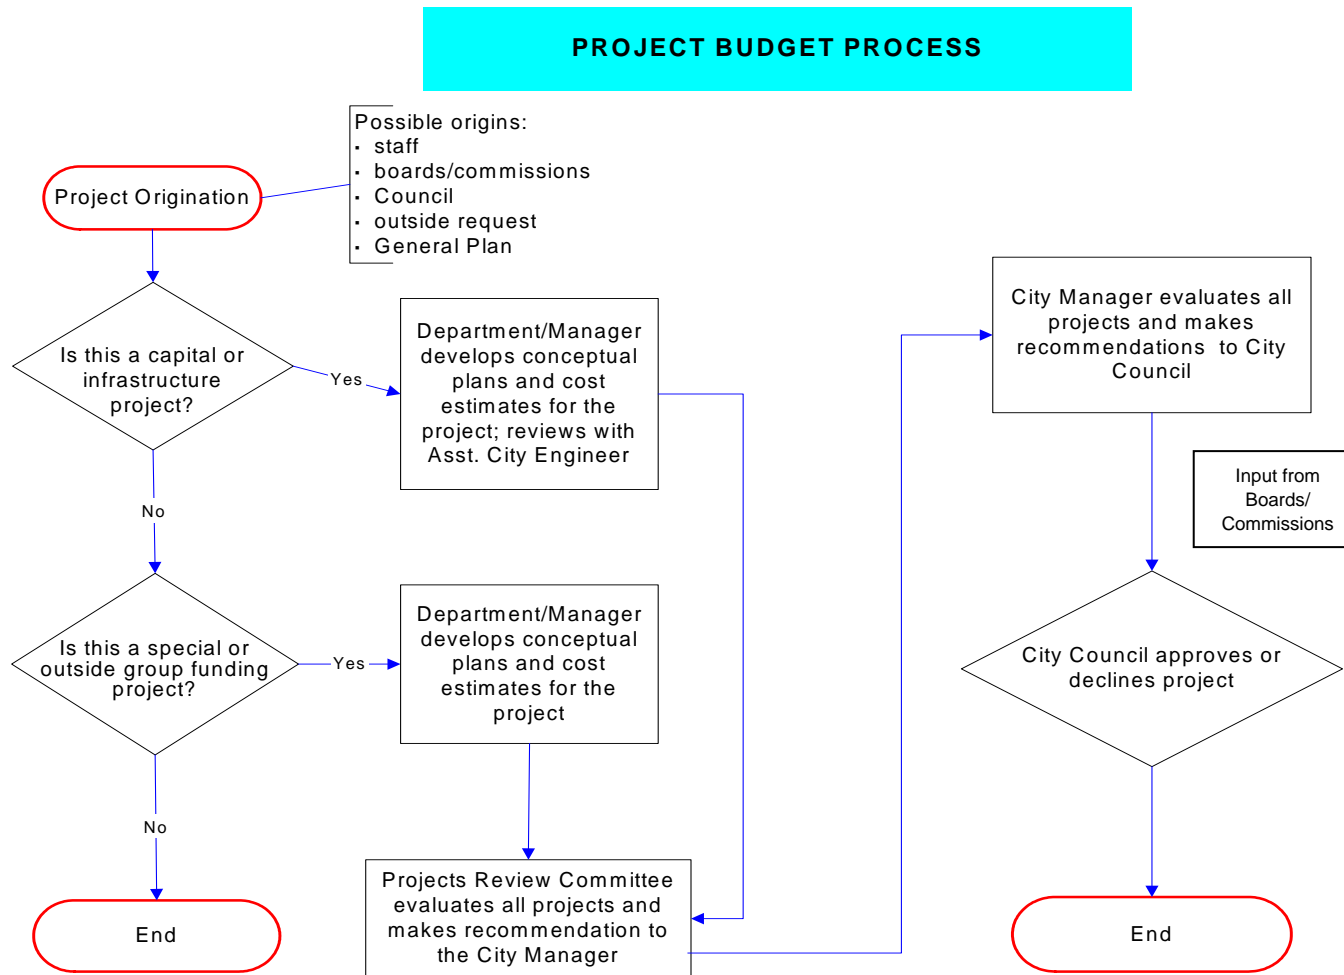 PROJECT BUDGET PROCESS
Possible origins:
▪ staff
▪ boards/commissions
▪ Council
▪ outside request
▪ General Plan
Project Origination
Is this a capital or
infrastructure
project?
Yes
Department/Manager
develops conceptual
plans and cost
estimates for the
project; reviews with
Asst. City Engineer
No
Is this a special or
outside group funding
project?
Yes
Department/Manager
develops conceptual
plans and cost
estimates for the
project
No
End
Projects Review Committee
evaluates all projects and
makes recommendation to
the City Manager
City Manager evaluates all
projects and makes
recommendations to City
Council
Input from
Boards/
Commissions
City Council approves or
declines project
End